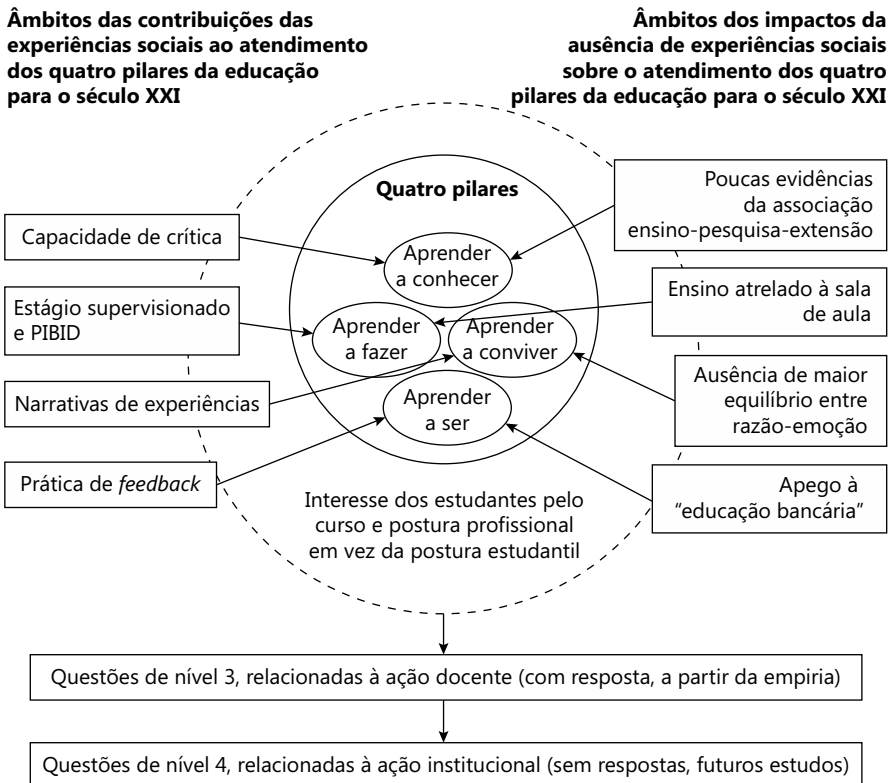 Âmbitos das contribuições das
experiências sociais ao atendimento
dos quatro pilares da educação
para o século XXI
Âmbitos dos impactos da
ausência de experiências sociais
sobre o atendimento dos quatro
pilares da educação para o século XXI
Quatro pilares
Capacidade de crítica
Estágio supervisionado
e PIBID
Narrativas de experiências
Prática de feedback
Aprender
a conhecer
Aprender
a fazer
Aprender
a conviver
Aprender
a ser
Poucas evidências
da associação
ensino-pesquisa-extensão
Ensino atrelado à sala
de aula
Ausência de maior
equilíbrio entre
razão-emoção
Apego à
“educação bancária”
Interesse dos estudantes pelo
curso e postura profissional
em vez da postura estudantil
Questões de nível 3, relacionadas à ação docente (com resposta, a partir da empiria)
Questões de nível 4, relacionadas à ação institucional (sem respostas, futuros estudos)